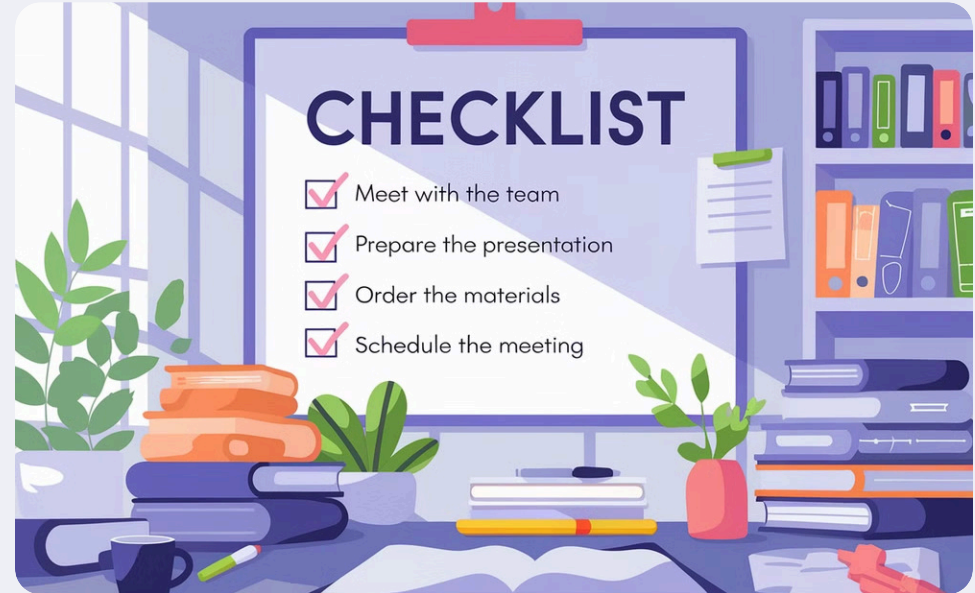 CHECKLIST
Meet with the team
Prepare the presentation
Order the materials
Schedule the meeting